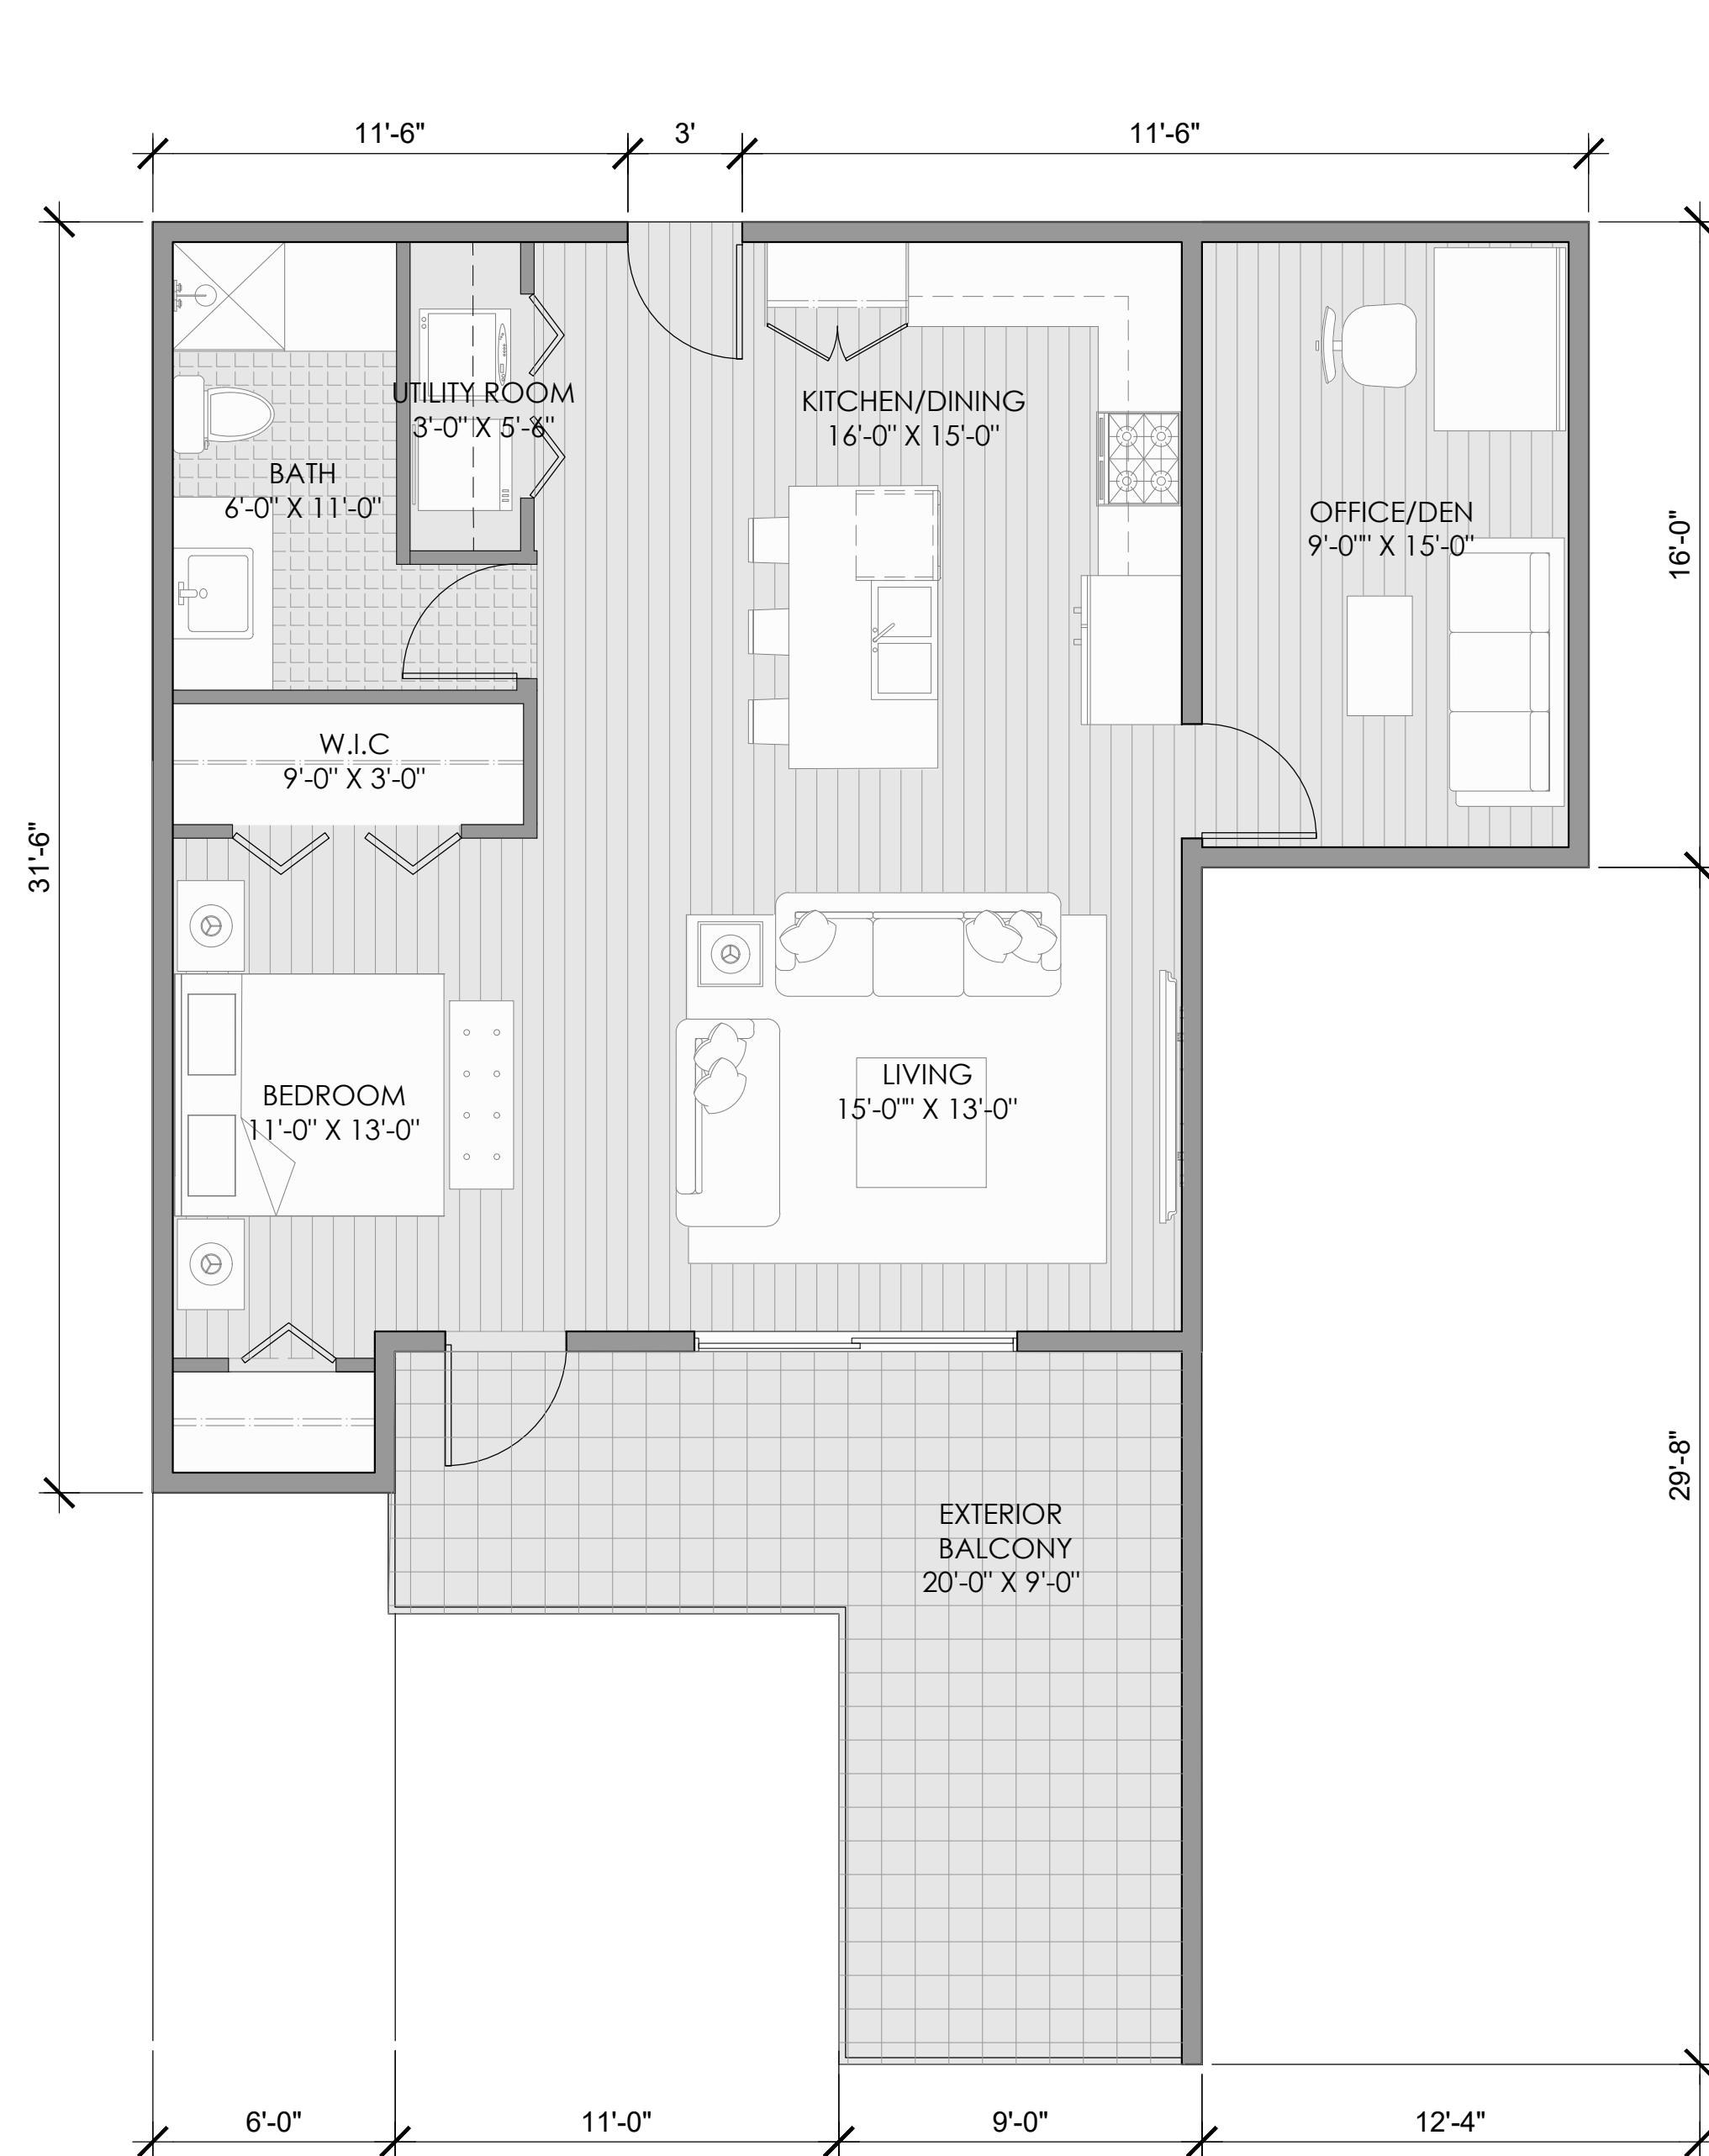 11'-6"
3'
11'-6"
UTILITY ROOM
3'-0" X 5'-6"
KITCHEN/DINING
16'-0" X 15'-0"
BATH
6'-0" X 11'-0"
OFFICE/DEN
9'-0"" X 15'-0"
16'-0"
W.I.C
9'-0" X 3'-0"
31'-6"
BEDROOM
11'-0" X 13'-0"
LIVING
15'-0"" X 13'-0"
29'-8"
EXTERIOR
BALCONY
20'-0" X 9'-0"
6'-0"
11'-0"
9'-0"
12'-4"